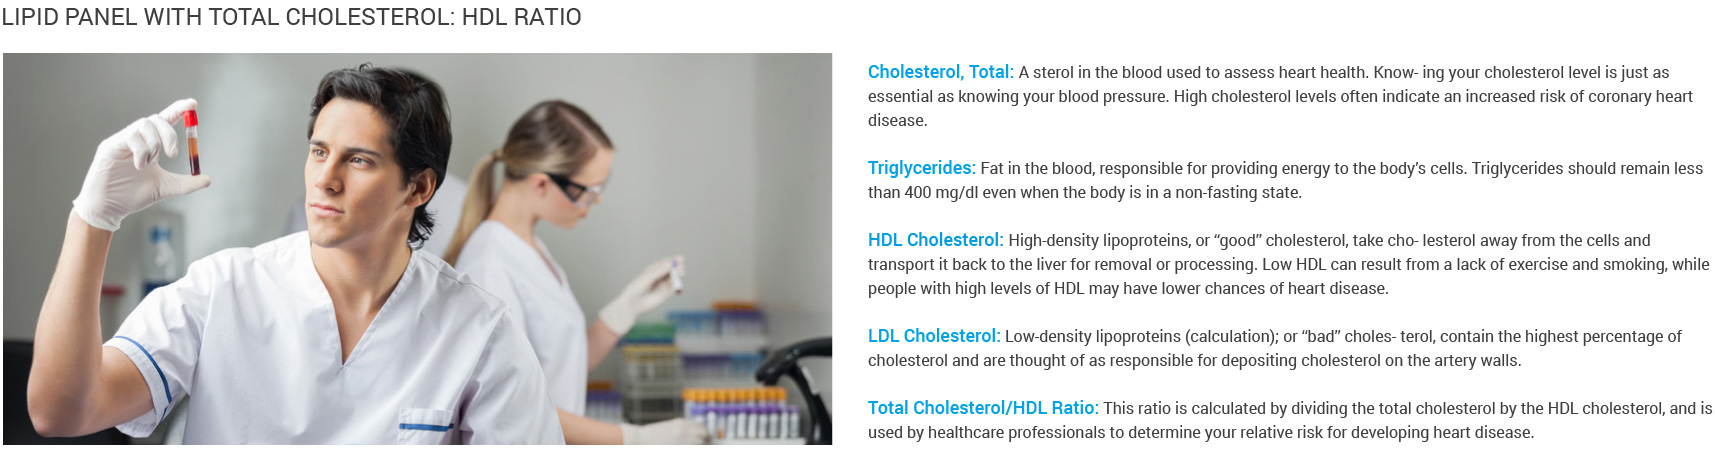 LIPID PANEL WITH TOTAL CHOLESTEROL: HDL RATIO
Cholesterol, Total: A sterol in the blood used to assess heart health. Know- ing your cholesterol level is just as
essential as knowing your blood pressure. High cholesterol levels often indicate an increased risk of coronary heart
disease.
Triglycerides: Fat in the blood, responsible for providing energy to the body’s cells. Triglycerides should remain less
than 400 mg/dl even when the body is in a non-fasting state.
HDL Cholesterol: High-density lipoproteins, or “good” cholesterol, take cho- lesterol away from the cells and
transport it back to the liver for removal or processing. Low HDL can result from a lack of exercise and smoking, while
people with high levels of HDL may have lower chances of heart disease.
LDL Cholesterol: Low-density lipoproteins (calculation); or “bad” choles- terol, contain the highest percentage of
cholesterol and are thought of as responsible for depositing cholesterol on the artery walls.
Total Cholesterol/HDL Ratio: This ratio is calculated by dividing the total cholesterol by the HDL cholesterol, and is
used by healthcare professionals to determine your relative risk for developing heart disease.